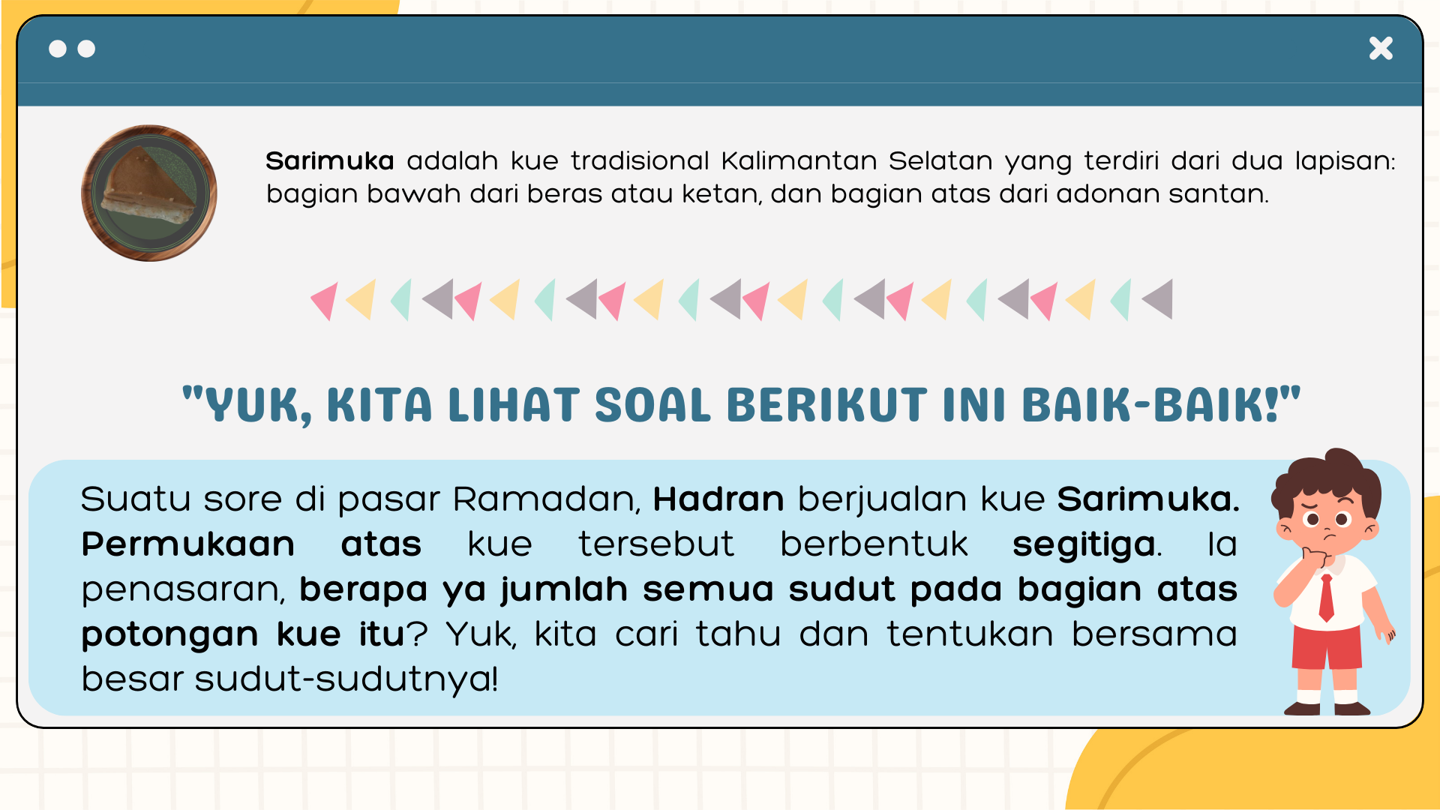 Sarimuka adalah kue tradisional Kalimantan Selatan yang terdiri dari dua lapisan:
bagian bawah dari beras atau ketan, dan bagian atas dari adonan santan.
"YUK, KITA LIHAT SOAL BERIKUT INI BAIK-BAIK!"
Suatu sore di pasar Ramadan, Hadran berjualan kue Sarimuka.
Permukaan atas kue tersebut berbentuk segitiga. Ia
penasaran, berapa ya jumlah semua sudut pada bagian atas
potongan kue itu? Yuk, kita cari tahu dan tentukan bersama
besar sudut-sudutnya!